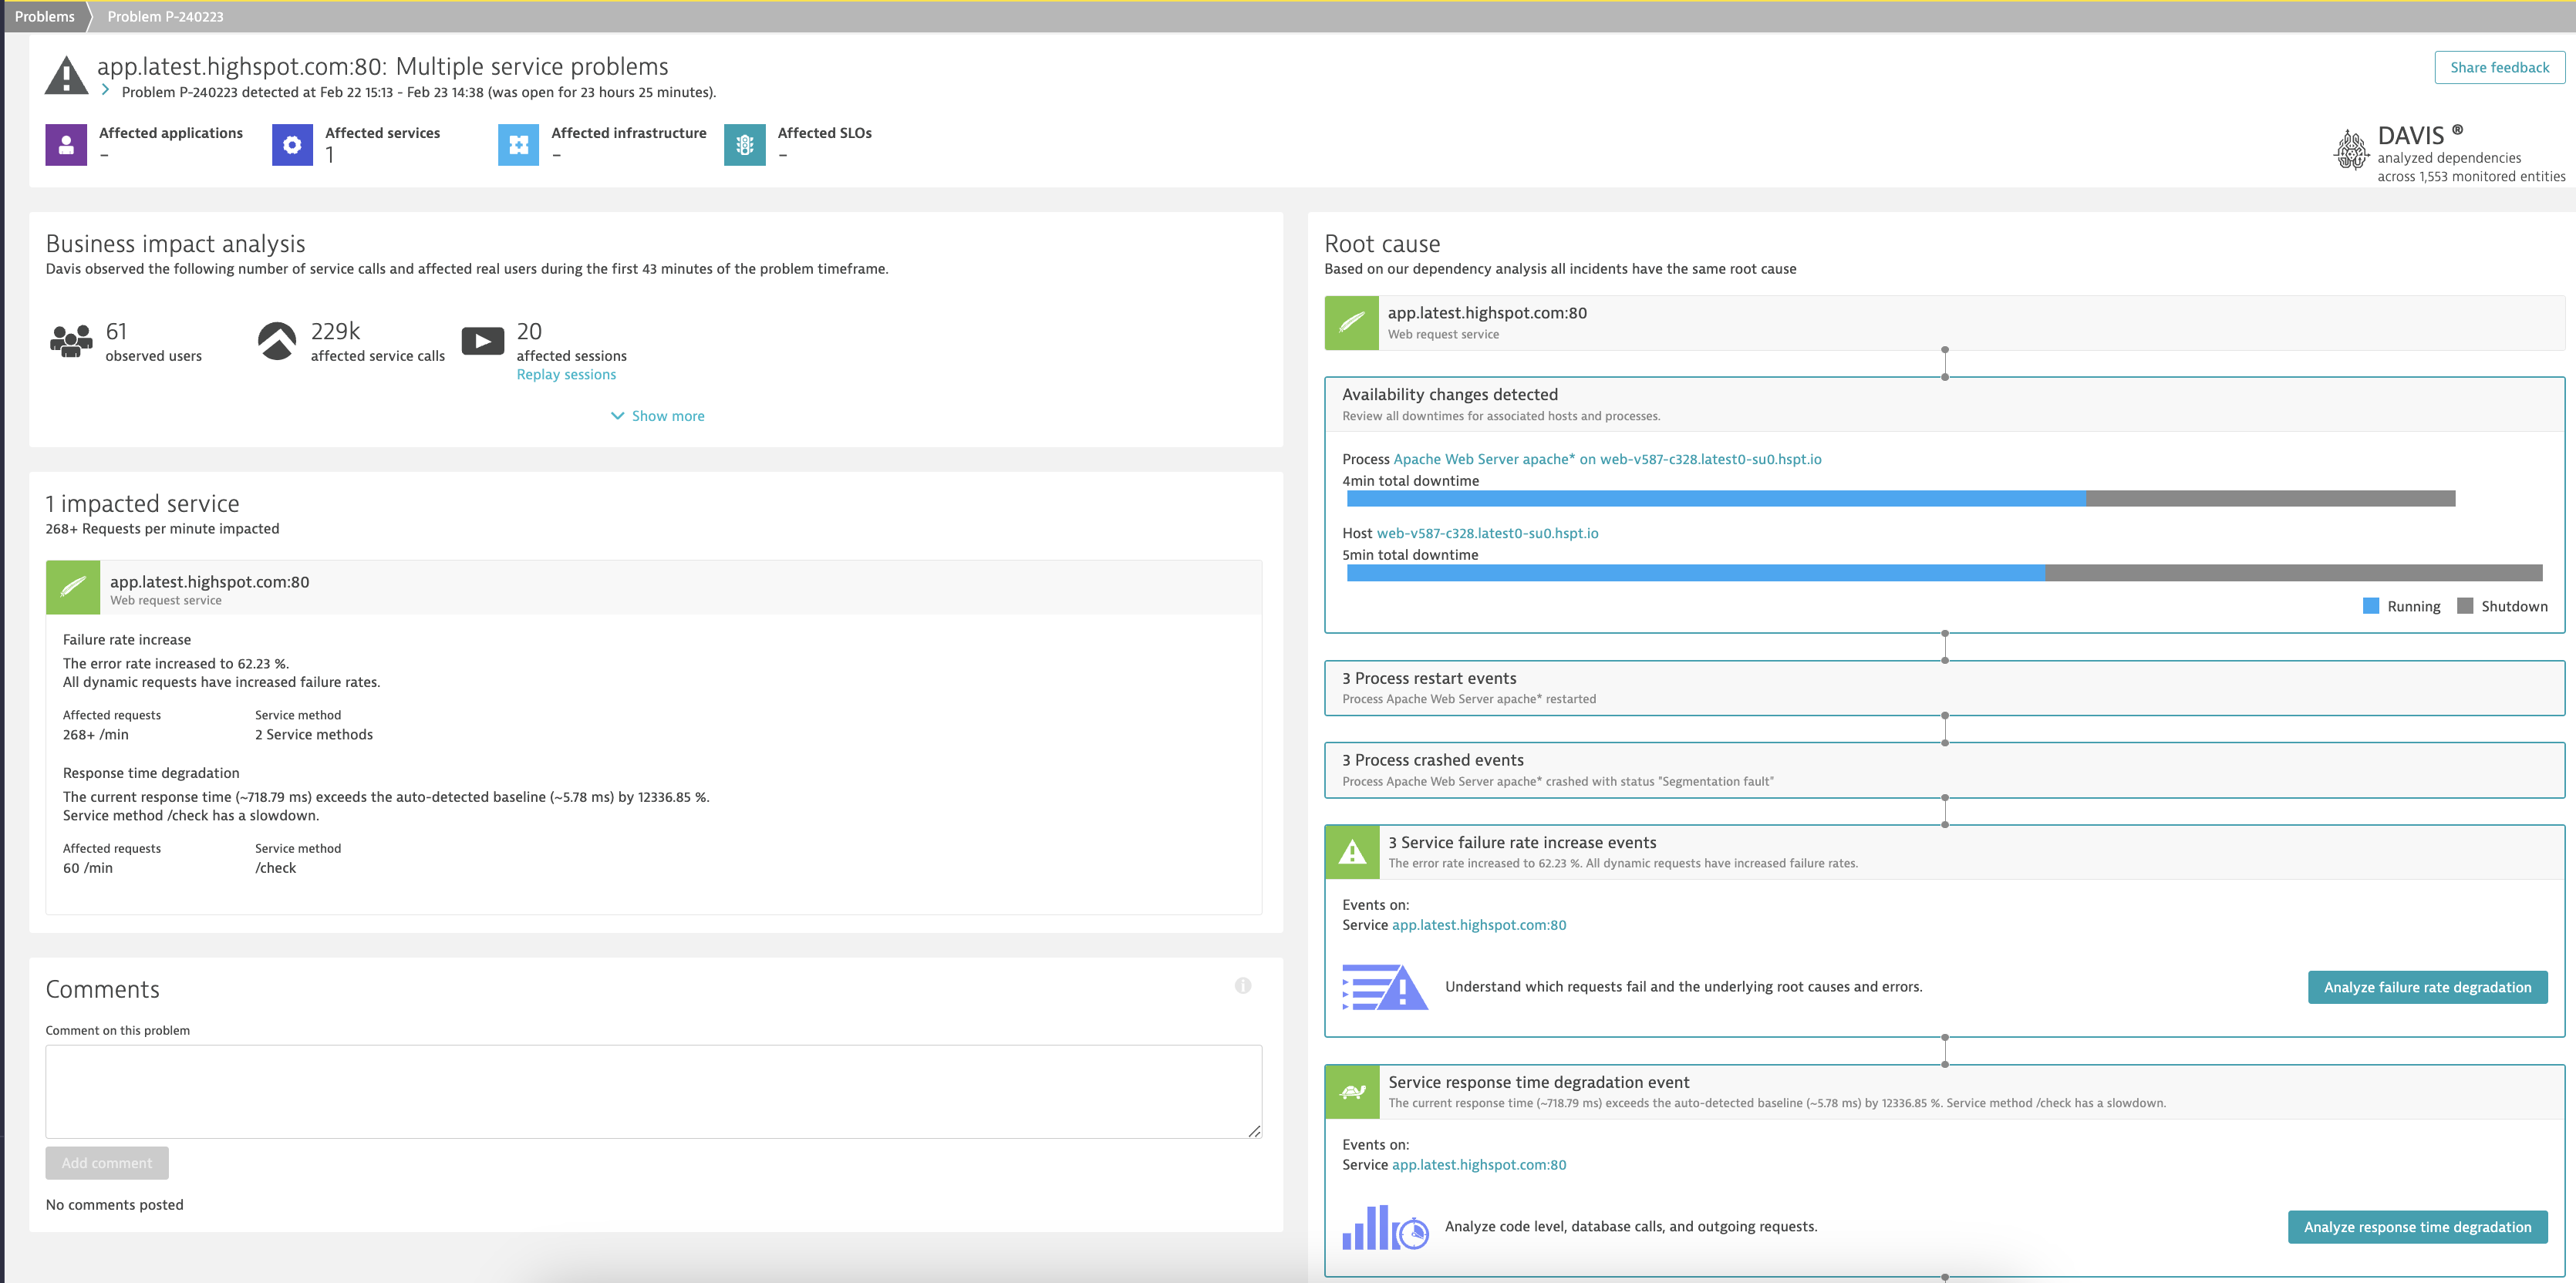 Problems
Problem P-240223
app.latest.highspot.com:80: Multiple service problems
Problem P-240223 detected at Feb 22 15:13 - Feb 23 14:38 (was open for 23 hours 25 minutes).
Share feedback
Affected applications
–
Affected services
1
Affected infrastructure
–
Affected SLOs
–
DAVIS ®
analyzed dependencies
across 1,553 monitored entities
Business impact analysis
Davis observed the following number of service calls and affected real users during the first 43 minutes of the problem timeframe.
61
observed users
229k
affected service calls
20
affected sessions
Replay sessions
Show more
1 impacted service
268+ Requests per minute impacted
app.latest.highspot.com:80
Web request service
Failure rate increase
The error rate increased to 62.23 %.
All dynamic requests have increased failure rates.
Affected requests Service method
268+ /min 2 Service methods
Response time degradation
The current response time (~718.79 ms) exceeds the auto-detected baseline (~5.78 ms) by 12336.85 %.
Service method /check has a slowdown.
Affected requests Service method
60 /min /check
Comments
Comment on this problem
Add comment
No comments posted
Root cause
Based on our dependency analysis all incidents have the same root cause
app.latest.highspot.com:80
Web request service
Availability changes detected
Review all downtimes for associated hosts and processes.
Process Apache Web Server apache* on web-v587-c328.latest0-su0.hspt.io
4min total downtime
Host web-v587-c328.latest0-su0.hspt.io
5min total downtime
Running Shutdown
3 Process restart events
Process Apache Web Server apache* restarted
3 Process crashed events
Process Apache Web Server apache* crashed with status "Segmentation fault"
3 Service failure rate increase events
The error rate increased to 62.23 %. All dynamic requests have increased failure rates.
Events on:
Service app.latest.highspot.com:80
Understand which requests fail and the underlying root causes and errors.
Analyze failure rate degradation
Service response time degradation event
The current response time (~718.79 ms) exceeds the auto-detected baseline (~5.78 ms) by 12336.85 %. Service method /check has a slowdown.
Events on:
Service app.latest.highspot.com:80
Analyze code level, database calls, and outgoing requests.
Analyze response time degradation